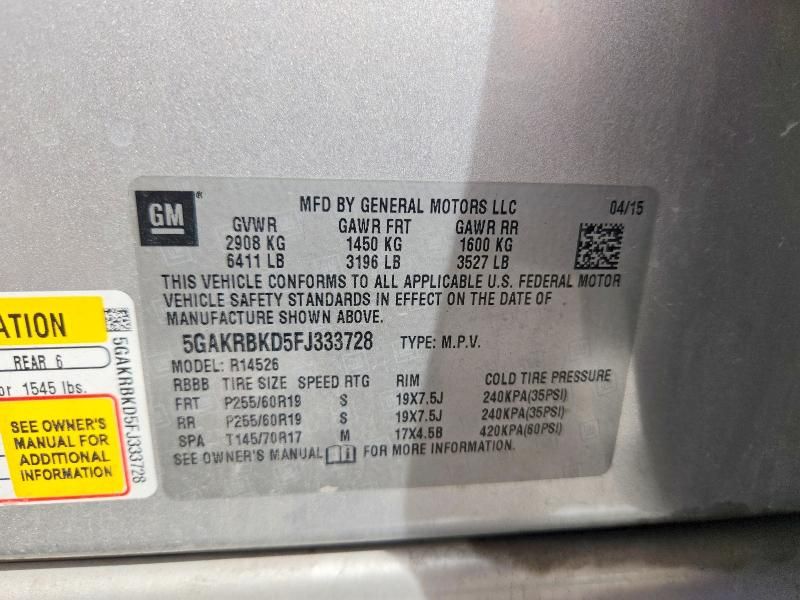 GM ®
MFD BY GENERAL MOTORS LLC 04/15
GVWR GAWR FRT GAWR RR
2908 KG 1450 KG 1600 KG
6411 LB 3196 LB 3527 LB
THIS VEHICLE CONFORMS TO ALL APPLICABLE U.S. FEDERAL MOTOR
VEHICLE SAFETY STANDARDS IN EFFECT ON THE DATE OF
MANUFACTURE SHOWN ABOVE.
5GAKRBKD5FJ333728 TYPE: M.P.V.
MODEL: R14526
RBBB TIRE SIZE SPEED RTG RIM COLD TIRE PRESSURE
FRT P255/60R19 S 19X7.5J 240KPA(35PSI)
RR P255/60R19 S 19X7.5J 240KPA(35PSI)
SPA T145/70R17 M 17X4.5B 420KPA(60PSI)
SEE OWNER'S MANUAL i FOR MORE INFORMATION.
ATION
REAR 6
or 1545 lbs.
SEE OWNER'S
MANUAL FOR
ADDITIONAL
INFORMATION
5GAKRBKD5FJ333728